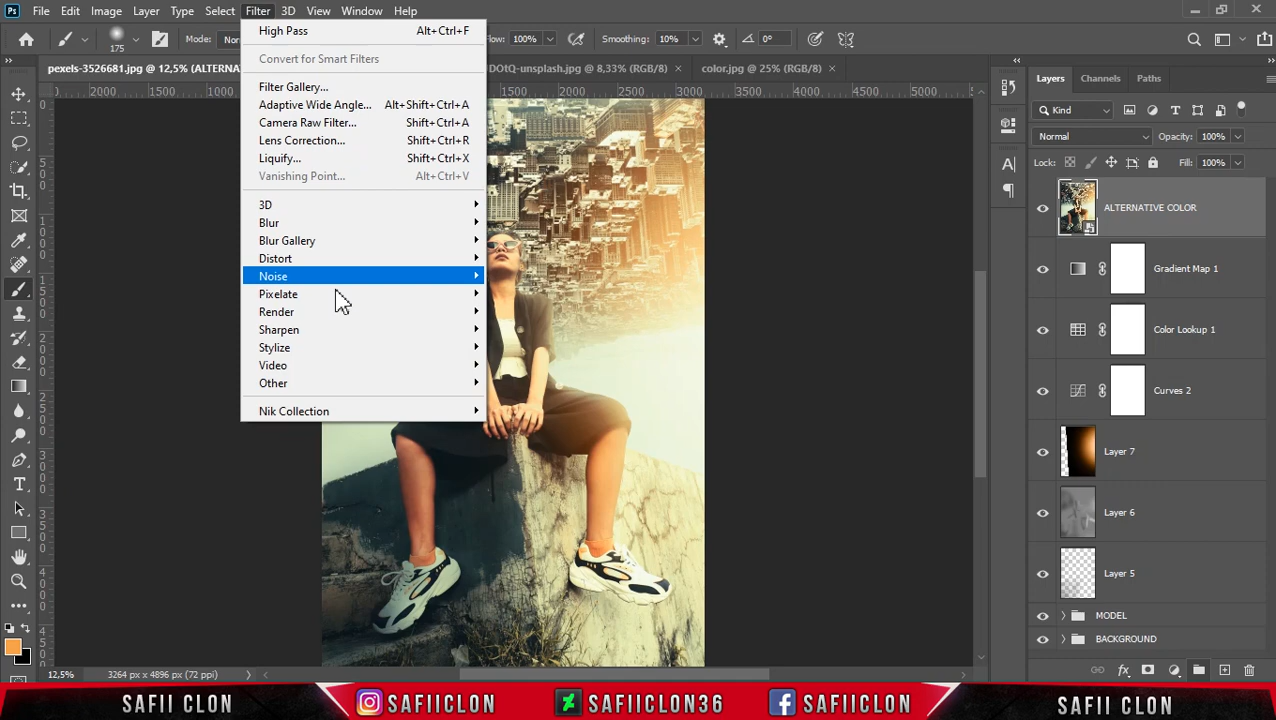 Ps File Edit Image Layer Type Select Filter 3D View Window Help
175 Mode: Flow: 100% Smoothing: 10% 0°
pexels-3526681.jpg @ 12,5% (ALTERNA DOtQ-unsplash.jpg @ 8,33% (RGB/8) × color.jpg @ 25% (RGB/8) ×
2000 1500 2000 2500 3000 3500 4000 4500 5000
High Pass Alt+Ctrl+F
Convert for Smart Filters
Filter Gallery...
Adaptive Wide Angle... Alt+Shift+Ctrl+A
Camera Raw Filter... Shift+Ctrl+A
Lens Correction... Shift+Ctrl+R
Liquify... Shift+Ctrl+X
Vanishing Point... Alt+Ctrl+V
3D
Blur
Blur Gallery
Distort
Noise
Pixelate
Render
Sharpen
Stylize
Video
Other
Nik Collection
Layers Channels Paths
Kind
Normal Opacity: 100%
Lock: Fill: 100%
ALTERNATIVE COLOR
Gradient Map 1
Color Lookup 1
Curves 2
Layer 7
Layer 6
Layer 5
MODEL
BACKGROUND
12,5% 3264 px x 4896 px (72 ppi)
SAFII CLON SAFIICLON SAFIICLON36 SAFIICLON SAFII CLON